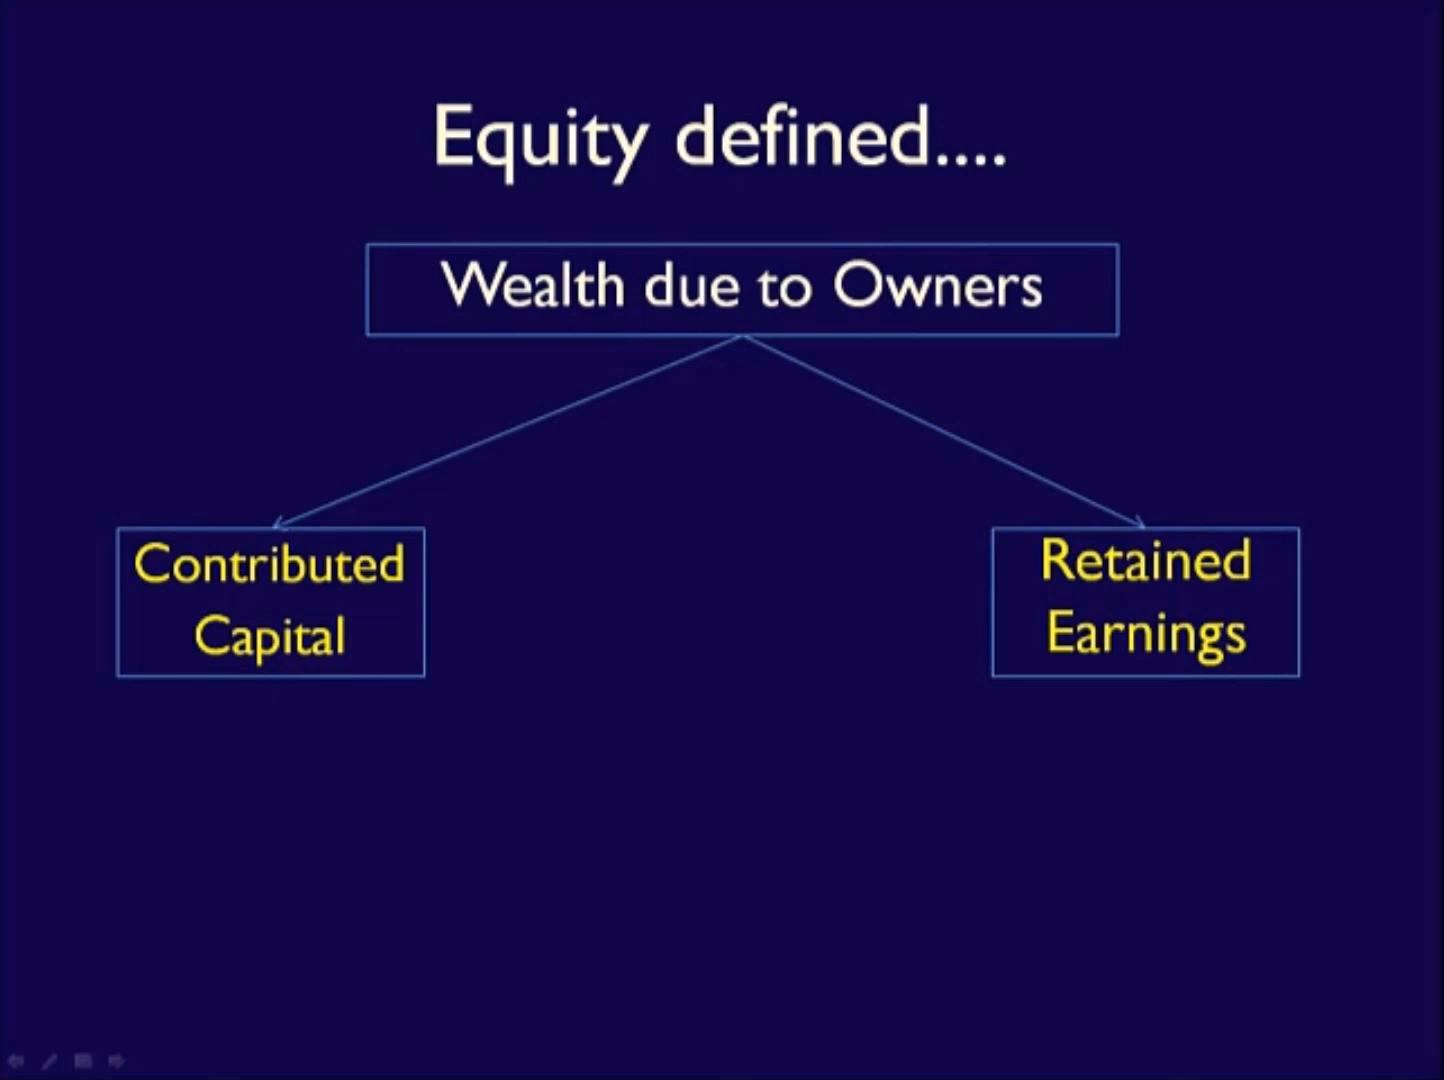 Equity defined....
Wealth due to Owners
Contributed
Capital
Retained
Earnings